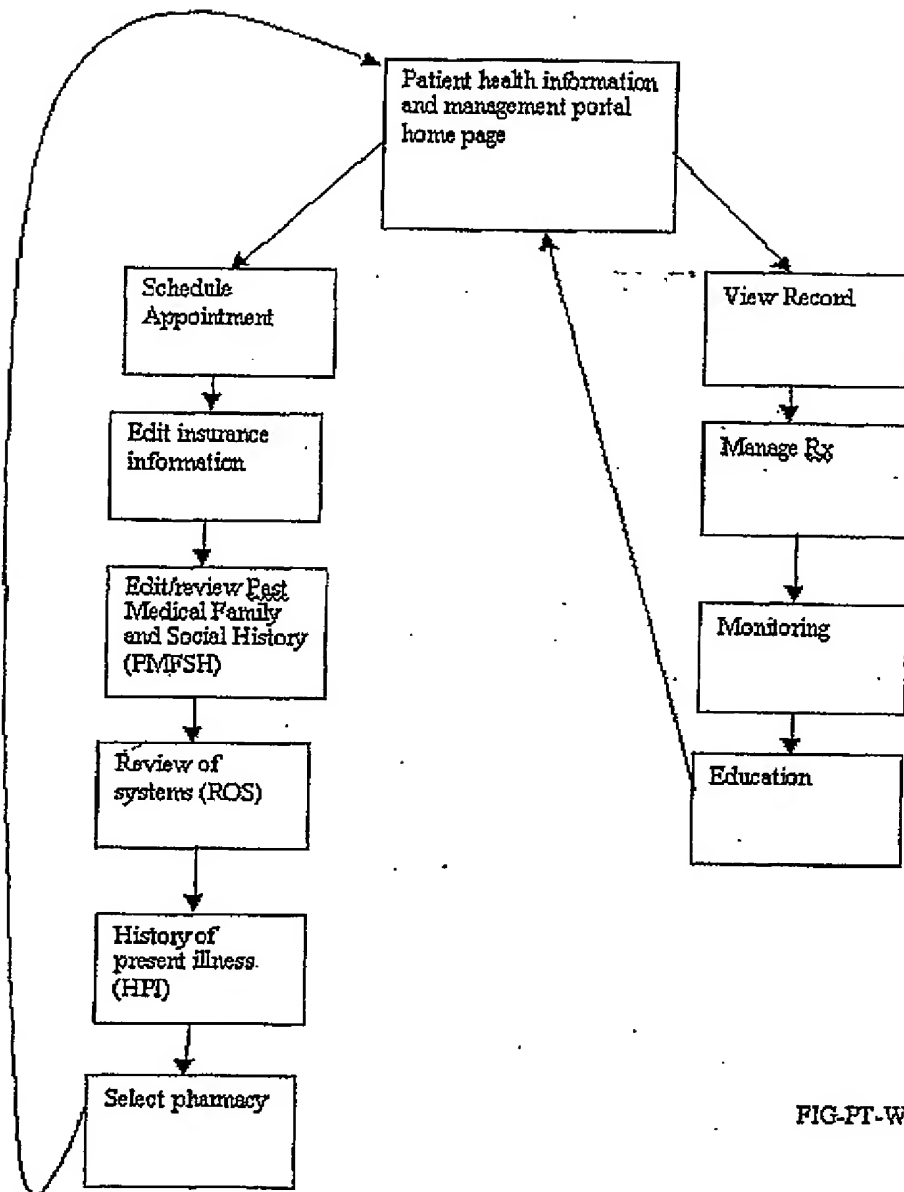 Patient health information
and management portal
home page
Schedule
Appointment
View Record
Edit insurance
information
Manage Rx
Edit/review Past
Medical Family
and Social History
(PMFSH)
Monitoring
Review of
systems (ROS)
Education
History of
present illness.
(HPI)
Select pharmacy
FIG-PT-W